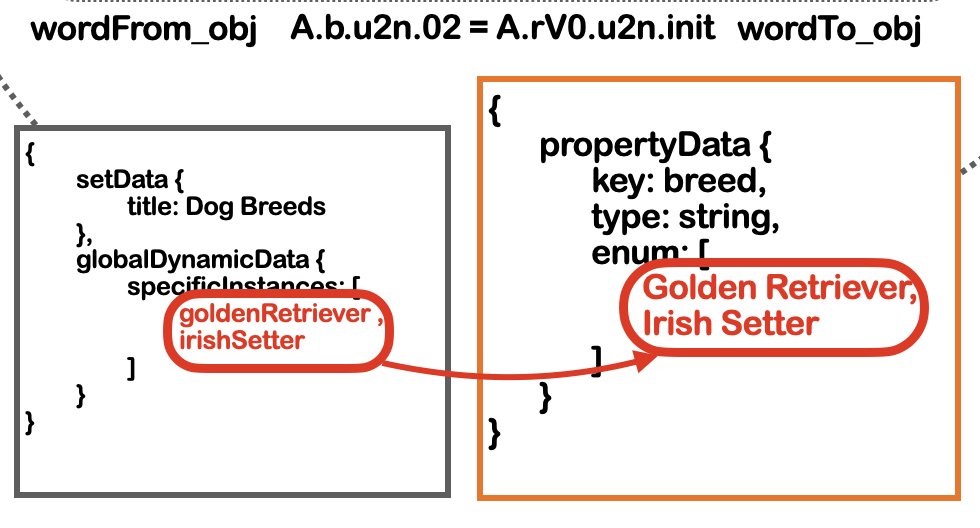 wordFrom_obj A.b.u2n.02 = A.rV0.u2n.init wordTo_obj
{
setData {
title: Dog Breeds
},
globalDynamicData {
specificInstances: [
goldenRetriever ,
irishSetter
]
}
}
{
propertyData {
key: breed,
type: string,
enum: [
Golden Retriever,
Irish Setter
]
}
}